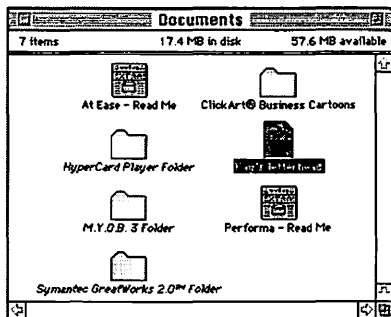 Documents
7 items 17.4 MB in disk 57.6 MB available
At Ease - Read Me
ClickArt® Business Cartoons
HyperCard Player Folder
letterhead
M.Y.O.B. 3 Folder
Performa - Read Me
Symantec GreatWorks 2.0™ Folder